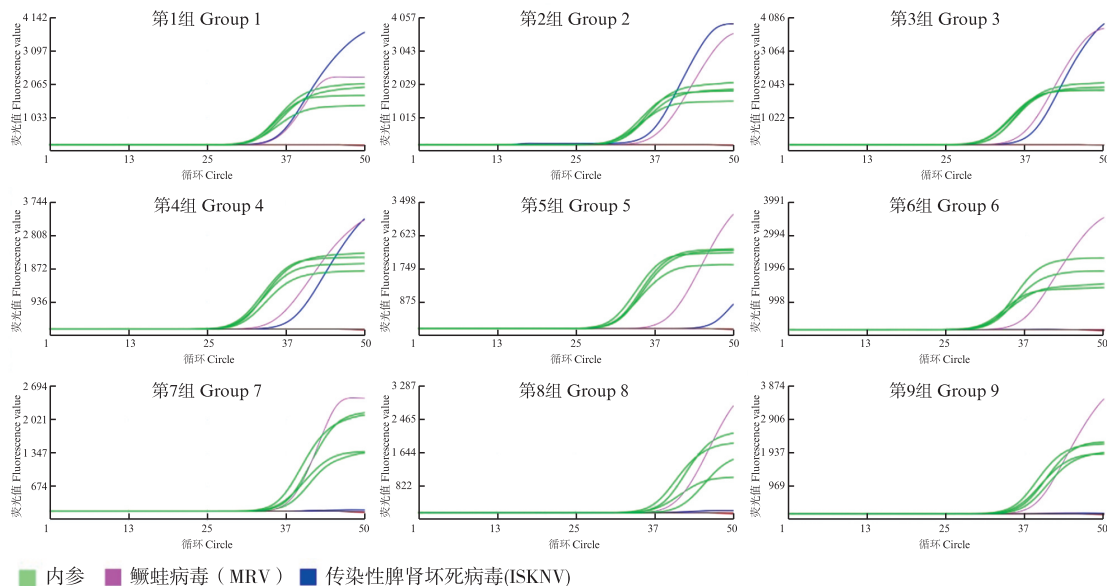 第1组 Group 1
荧光值 Fluorescence value
4 142
3 097
2 065
1 033
1 13 25 37 50
循环 Circle
第2组 Group 2
荧光值 Fluorescence value
4 057
3 043
2 029
1 015
1 13 25 37 50
循环 Circle
第3组 Group 3
荧光值 Fluorescence value
4 086
3 064
2 043
1 022
1 13 25 37 50
循环 Circle
第4组 Group 4
荧光值 Fluorescence value
3 744
2 808
1 872
936
1 13 25 37 50
循环 Circle
第5组 Group 5
荧光值 Fluorescence value
3 498
2 623
1 749
875
1 13 25 37 50
循环 Circle
第6组 Group 6
荧光值 Fluorescence value
3991
2994
1996
998
1 13 25 37 50
循环 Circle
第7组 Group 7
荧光值 Fluorescence value
2 694
2 021
1 347
674
1 13 25 37 50
循环 Circle
第8组 Group 8
荧光值 Fluorescence value
3 287
2 465
1 644
822
1 13 25 37 50
循环 Circle
第9组 Group 9
荧光值 Fluorescence value
3 874
2 906
1 937
969
1 13 25 37 50
循环 Circle
内参 鳜蛙病毒（MRV） 传染性脾肾坏死病毒(ISKNV)